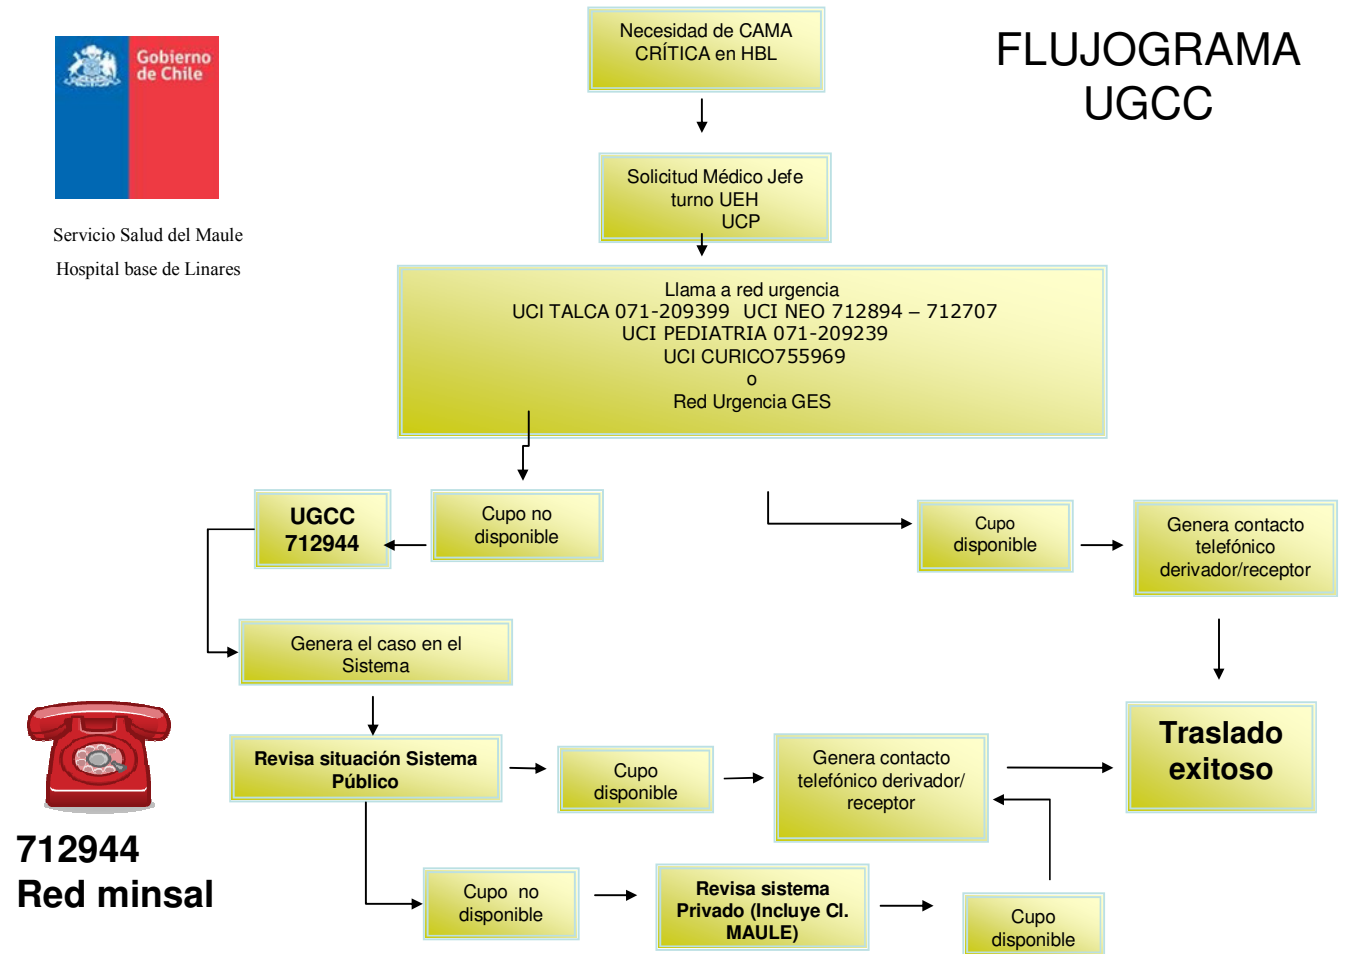 Gobierno
de Chile
Servicio Salud del Maule
Hospital base de Linares
FLUJOGRAMA
UGCC
Necesidad de CAMA
CRÍTICA en HBL
Solicitud Médico Jefe
turno UEH
UCP
Llama a red urgencia
UCI TALCA 071-209399 UCI NEO 712894 – 712707
UCI PEDIATRIA 071-209239
UCI CURICO755969
o
Red Urgencia GES
UGCC
712944
Cupo no
disponible
Cupo
disponible
Genera contacto
telefónico
derivador/receptor
Genera el caso en el
Sistema
Revisa situación Sistema
Público
Cupo
disponible
Genera contacto
telefónico derivador/
receptor
Traslado
exitoso
712944
Red minsal
Cupo no
disponible
Revisa sistema
Privado (Incluye Cl.
MAULE)
Cupo
disponible